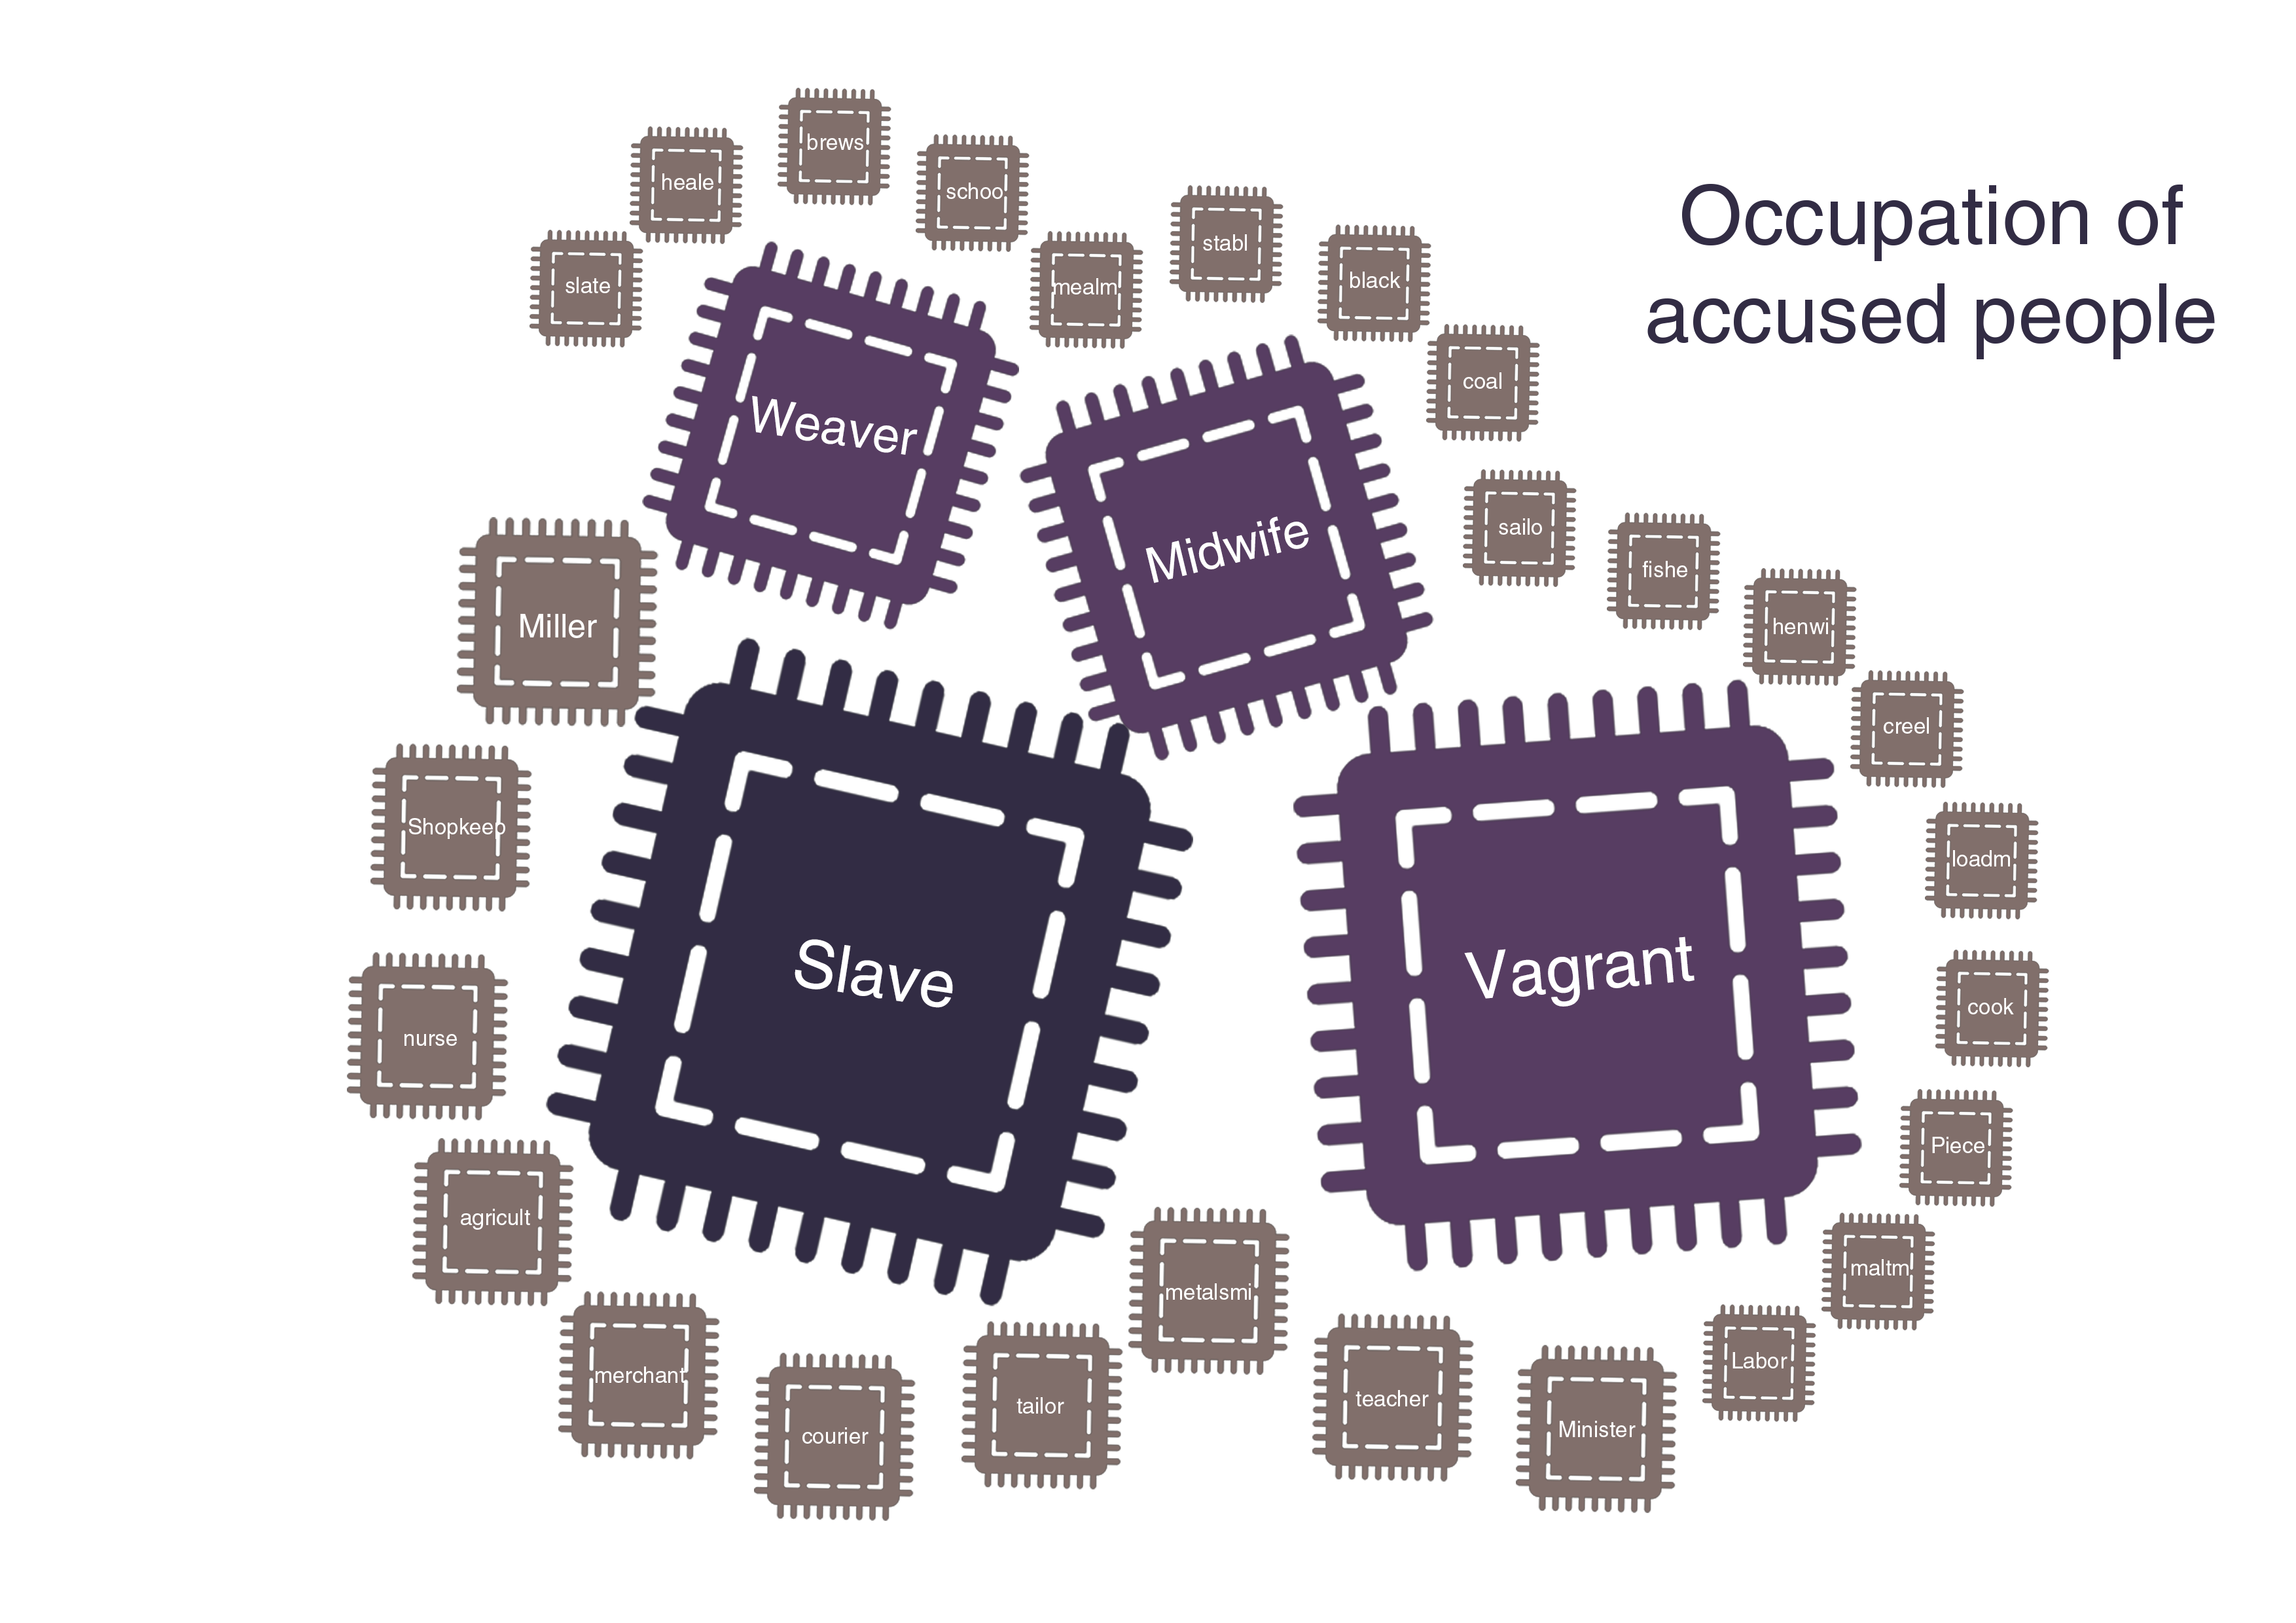 Occupation of
accused people
brews
heale
schoo
stabl
slate
mealm
black
coal
Weaver
Midwife
sailo
fishe
Miller
henwi
creel
Shopkeep
loadm
Slave
Vagrant
cook
nurse
Piece
agricult
maltm
metalsmi
Labor
merchant
teacher
tailor
Minister
courier